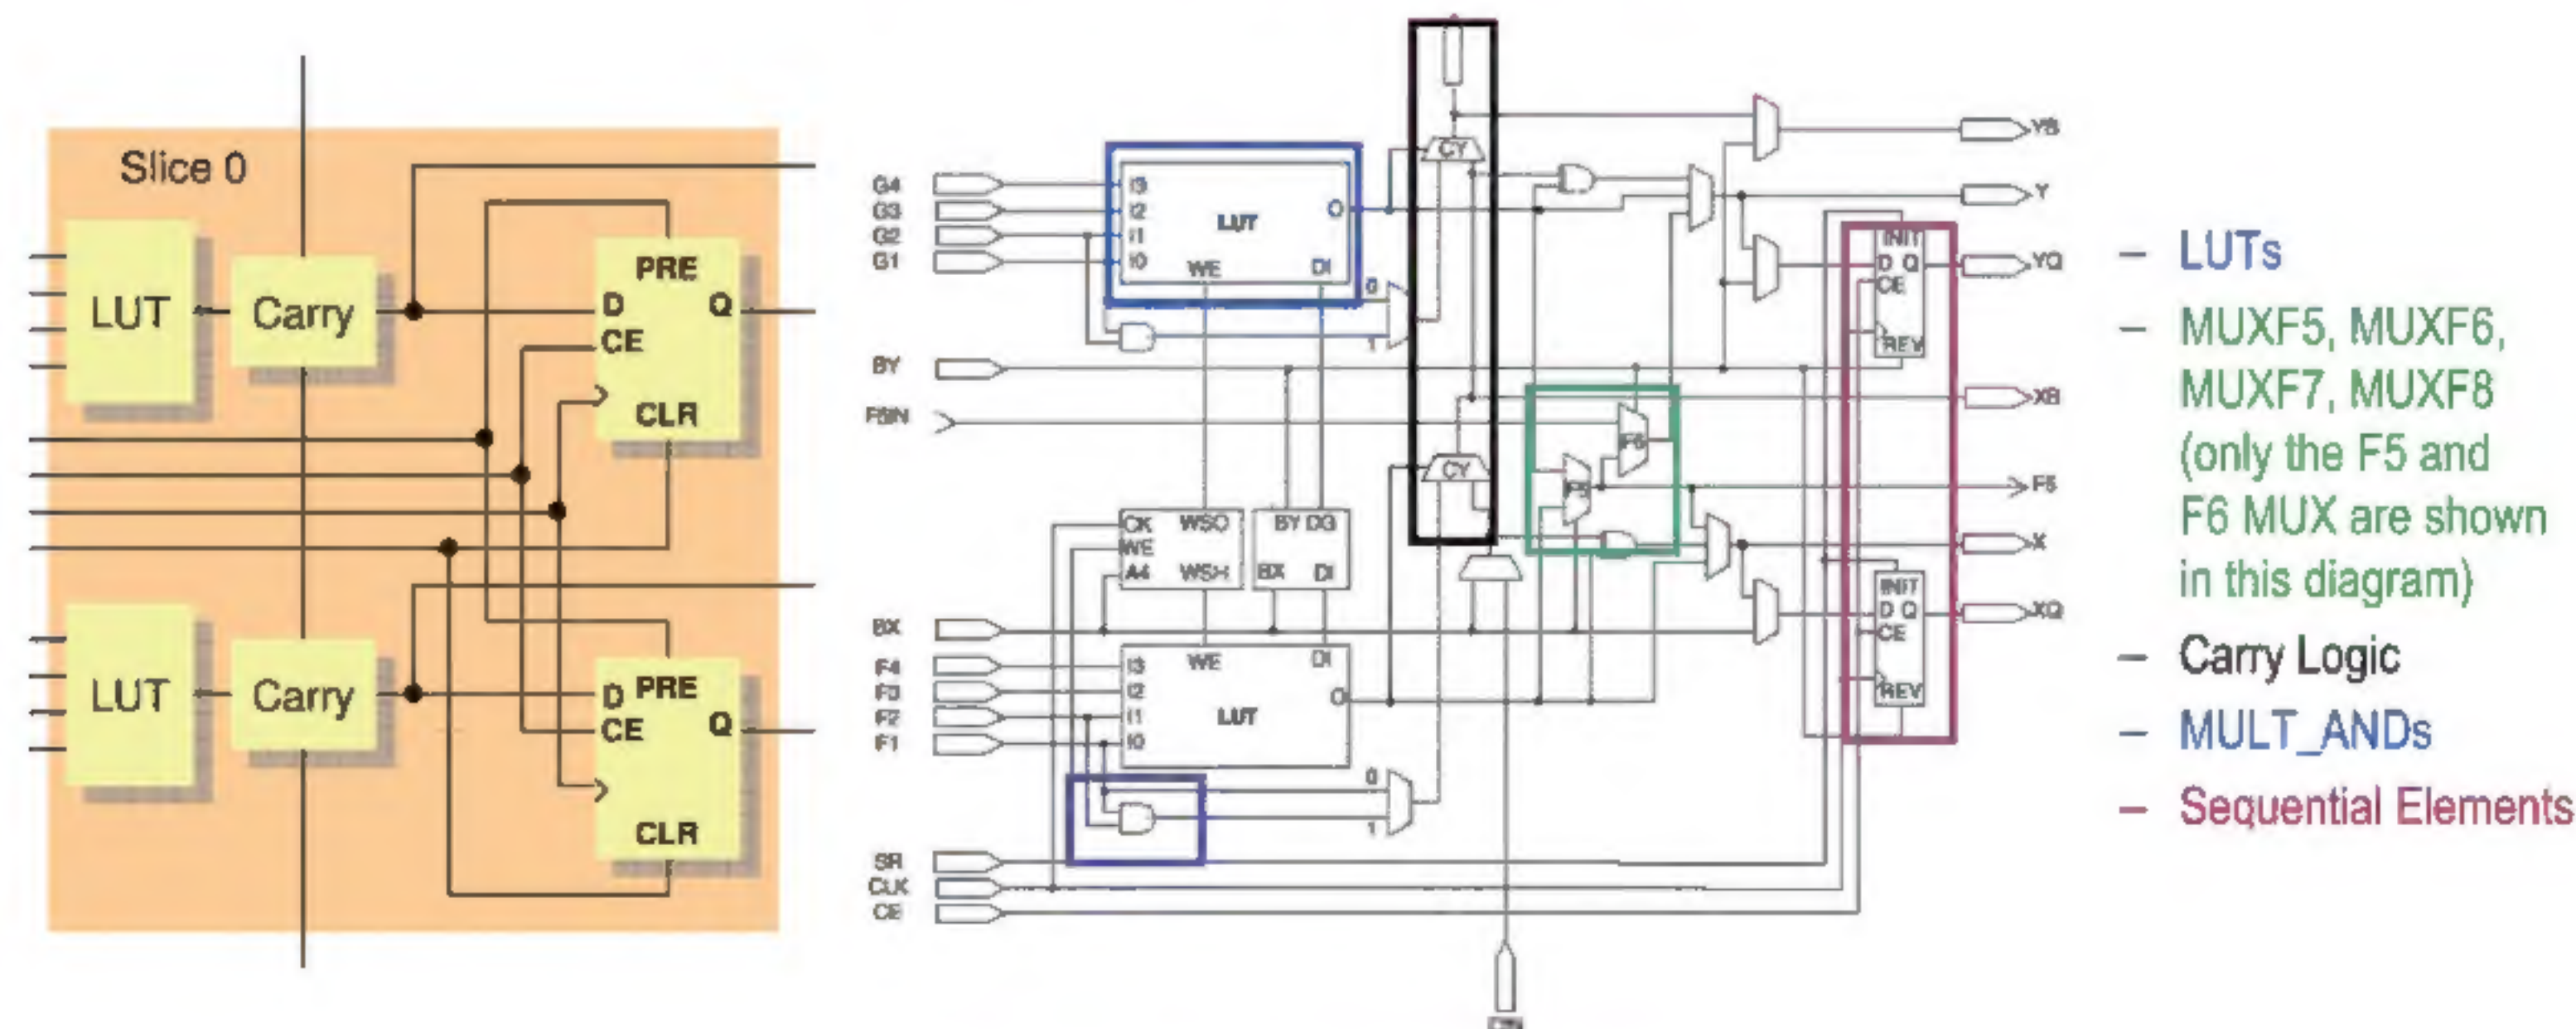 Slice 0
LUT
Carry
PRE
D
Q
CE
CLR
LUT
Carry
D
PRE
Q
CE
CLR
G4
G3
G2
G1
I3
I2
I1
I0
LUT
O
WE
DI
0
1
CY
BY
F5IN
CY
F6
F5
CK
WSO
WE
A4
WSH
BY DG
BX
DI
BX
F4
F3
F2
F1
WE
DI
I3
I2
I1
I0
LUT
O
0
1
SR
CLK
CE
CIN
YB
Y
INIT
D Q
CE
REV
YQ
XB
F5
X
INIT
D Q
CE
REV
XQ
– LUTs
– MUXF5, MUXF6,
MUXF7, MUXF8
(only the F5 and
F6 MUX are shown
in this diagram)
– Carry Logic
– MULT_ANDs
– Sequential Elements